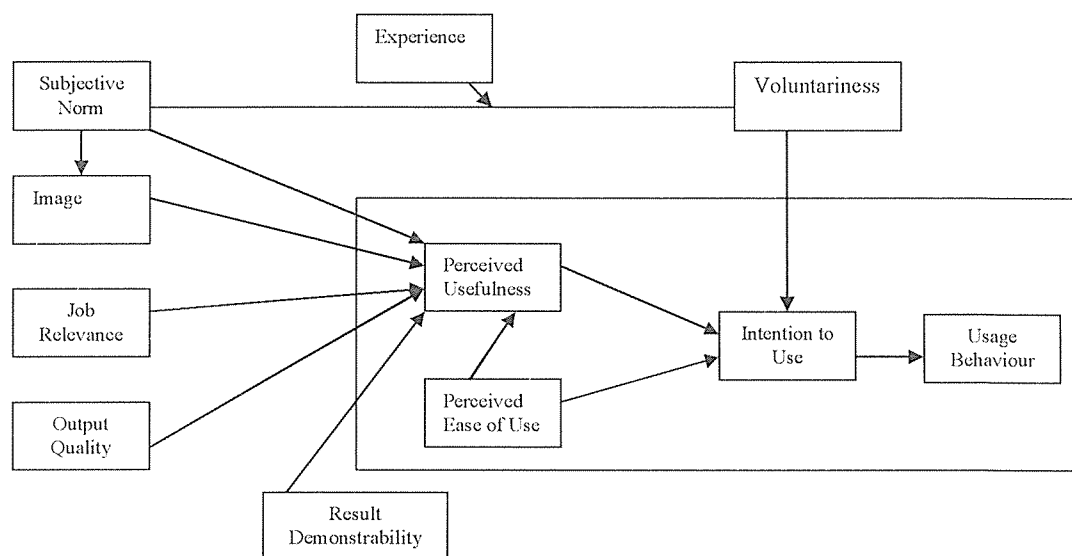 Experience
Subjective
Norm
Voluntariness
Image
Perceived
Usefulness
Job
Relevance
Intention to
Use
Usage
Behaviour
Perceived
Ease of Use
Output
Quality
Result
Demonstrability